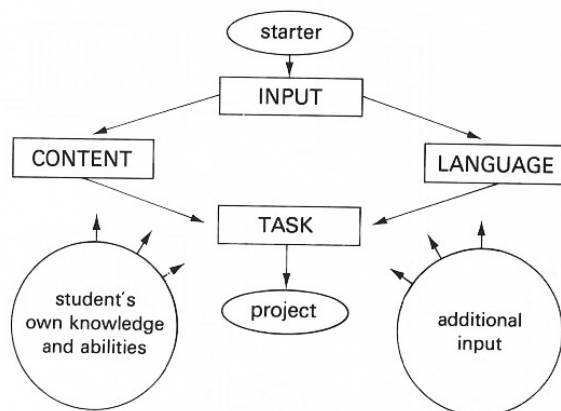 starter
INPUT
CONTENT
LANGUAGE
TASK
project
student's
own knowledge
and abilities
additional
input